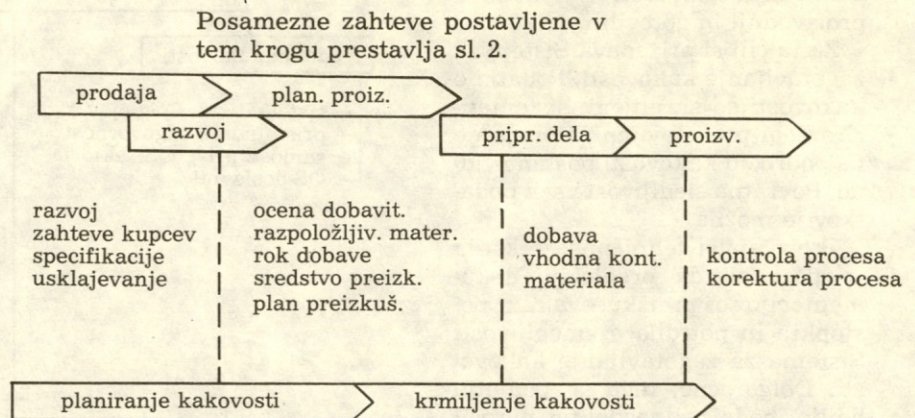 Posamezne zahteve postavljene v
tem krogu prestavlja sl.2.
prodaja
plan. proiz.
razvoj
pripr. dela
proizv.
razvoj
zahteve kupcev
specifikacije
usklajevanje
ocena dobavit.
razpoložljiv. mater.
rok dobave
sredstvo preizk.
plan preizkuš.
dobava
vhodna kont.
materiala
kontrola procesa
korektura procesa
planiranje kakovosti
krmiljenje kakovosti